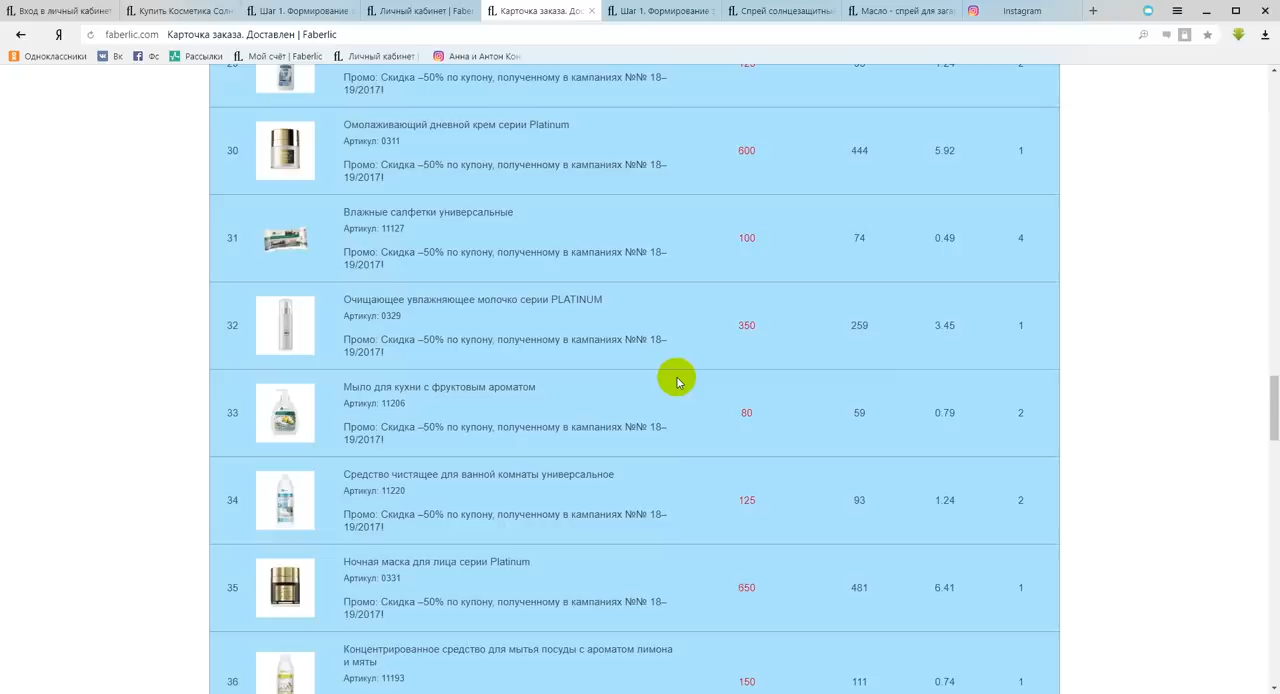 Вход в личный кабинет
Купить Косметика Солн
Шаг 1. Формирование
Личный кабинет | Faber
Карточка заказа. Дос
Шаг 1. Формирование
Спрей солнцезащитный
Масло - спрей для зага
Instagram
faberlic.com Карточка заказа. Доставлен | Faberlic
Одноклассники Вк Фс Рассылки Мой счёт | Faberlic Личный кабинет | Анна и Антон Кон
Промо: Скидка –50% по купону, полученному в кампаниях №№ 18–
19/2017!
Омолаживающий дневной крем серии Platinum
Артикул: 0311
30 600 444 5.92 1
Промо: Скидка –50% по купону, полученному в кампаниях №№ 18–
19/2017!
Влажные салфетки универсальные
Артикул: 11127
31 100 74 0.49 4
Промо: Скидка –50% по купону, полученному в кампаниях №№ 18–
19/2017!
Очищающее увлажняющее молочко серии PLATINUM
Артикул: 0329
32 350 259 3.45 1
Промо: Скидка –50% по купону, полученному в кампаниях №№ 18–
19/2017!
Мыло для кухни с фруктовым ароматом
Артикул: 11206
33 80 59 0.79 2
Промо: Скидка –50% по купону, полученному в кампаниях №№ 18–
19/2017!
Средство чистящее для ванной комнаты универсальное
Артикул: 11220
34 125 93 1.24 2
Промо: Скидка –50% по купону, полученному в кампаниях №№ 18–
19/2017!
Ночная маска для лица серии Platinum
Артикул: 0331
35 650 481 6.41 1
Промо: Скидка –50% по купону, полученному в кампаниях №№ 18–
19/2017!
Концентрированное средство для мытья посуды с ароматом лимона
и мяты
Артикул: 11193
36 150 111 0.74 1